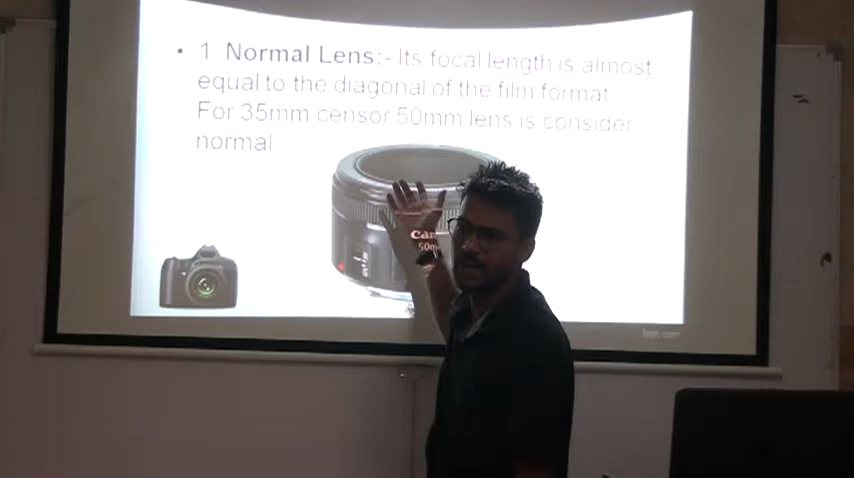 • 1 Normal Lens:- Its focal length is almost
equal to the diagonal of the film format
For 35mm censor 50mm lens is consider
normal